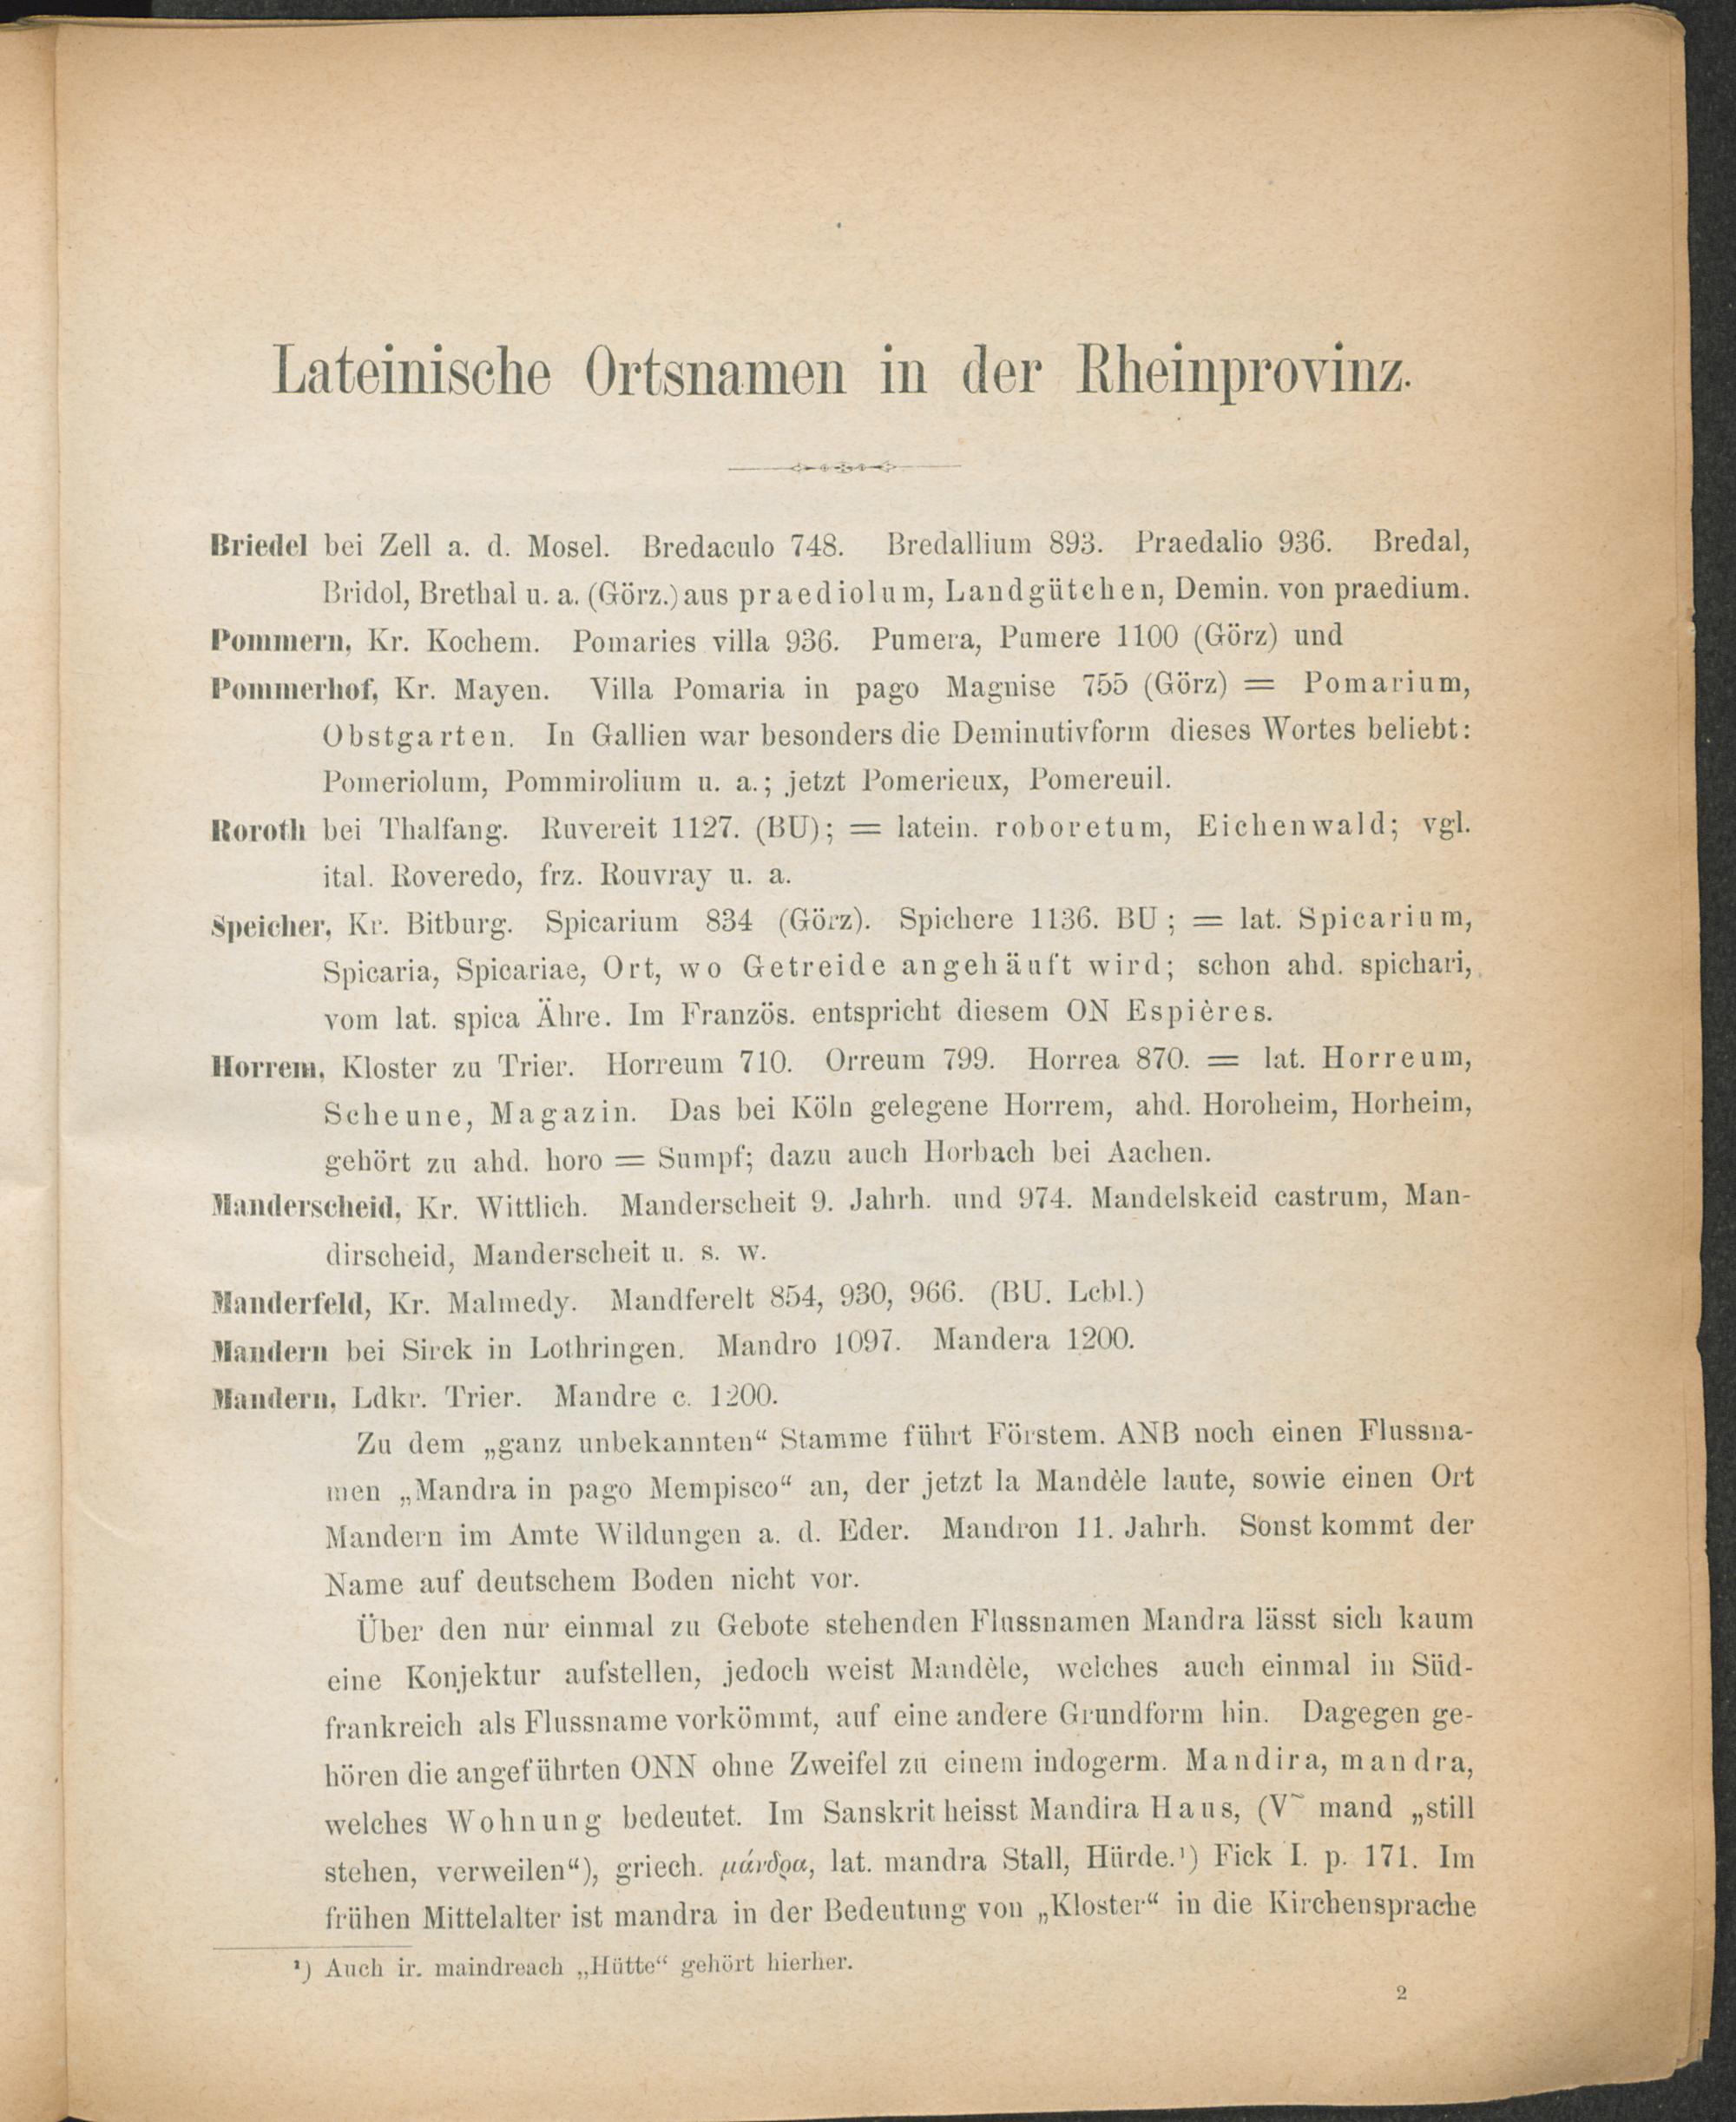 Lateinische Ortsnamen in der Rheinprovinz.
Briedel bei Zell a. d. Mosel. Bredaculo 748. Bredallium 893. Praedalio 936. Bredal,
Bridol, Brethal u. a. (Görz.) aus praediolum, Landgütchen, Demin. von praedium.
Pommern, Kr. Kochem. Pomaries villa 936. Pumera, Pumere 1100 (Görz) und
Pommerhof, Kr. Mayen. Villa Pomaria in pago Magnise 755 (Görz) = Pomarium,
Obstgarten. In Gallien war besonders die Deminutivform dieses Wortes beliebt:
Pomeriolum, Pommirolium u. a.; jetzt Pomerieux, Pomereuil.
Roroth bei Thalfang. Ruvereit 1127. (BU); = latein. roboretum, Eichenwald; vgl.
ital. Roveredo, frz. Rouvray u. a.
Speicher, Kr. Bitburg. Spicarium 834 (Görz). Spichere 1136. BU; = lat. Spicarium,
Spicaria, Spicariae, Ort, wo Getreide angehäuft wird; schon ahd. spichari,
vom lat. spica Ähre. Im Französ. entspricht diesem ON Espières.
Horrem, Kloster zu Trier. Horreum 710. Orreum 799. Horrea 870. = lat. Horreum,
Scheune, Magazin. Das bei Köln gelegene Horrem, ahd. Horoheim, Horheim,
gehört zu ahd. horo = Sumpf; dazu auch Horbach bei Aachen.
Manderscheid, Kr. Wittlich. Manderscheit 9. Jahrh. und 974. Mandelskeid castrum, Man-
dirscheid, Manderscheit u. s. w.
Manderfeld, Kr. Malmedy. Mandferelt 854, 930, 966. (BU. Lcbl.)
Mandern bei Sirck in Lothringen. Mandro 1097. Mandera 1200.
Mandern, Ldkr. Trier. Mandre c. 1200.
Zu dem „ganz unbekannten“ Stamme führt Förstem. ANB noch einen Flussna-
men „Mandra in pago Mempisco“ an, der jetzt la Mandèle laute, sowie einen Ort
Mandern im Amte Wildungen a. d. Eder. Mandron 11. Jahrh. Sonst kommt der
Name auf deutschem Boden nicht vor.
Über den nur einmal zu Gebote stehenden Flussnamen Mandra lässt sich kaum
eine Konjektur aufstellen, jedoch weist Mandèle, welches auch einmal in Süd-
frankreich als Flussname vorkömmt, auf eine andere Grundform hin. Dagegen ge-
hören die angeführten ONN ohne Zweifel zu einem indogerm. Mandira, mandra,
welches Wohnung bedeutet. Im Sanskrit heisst Mandira Haus, (V~ mand „still
stehen, verweilen“), griech. μάνδρα, lat. mandra Stall, Hürde.¹) Fick I. p. 171. Im
frühen Mittelalter ist mandra in der Bedeutung von „Kloster“ in die Kirchensprache
¹) Auch ir. maindreach „Hütte“ gehört hierher.
2